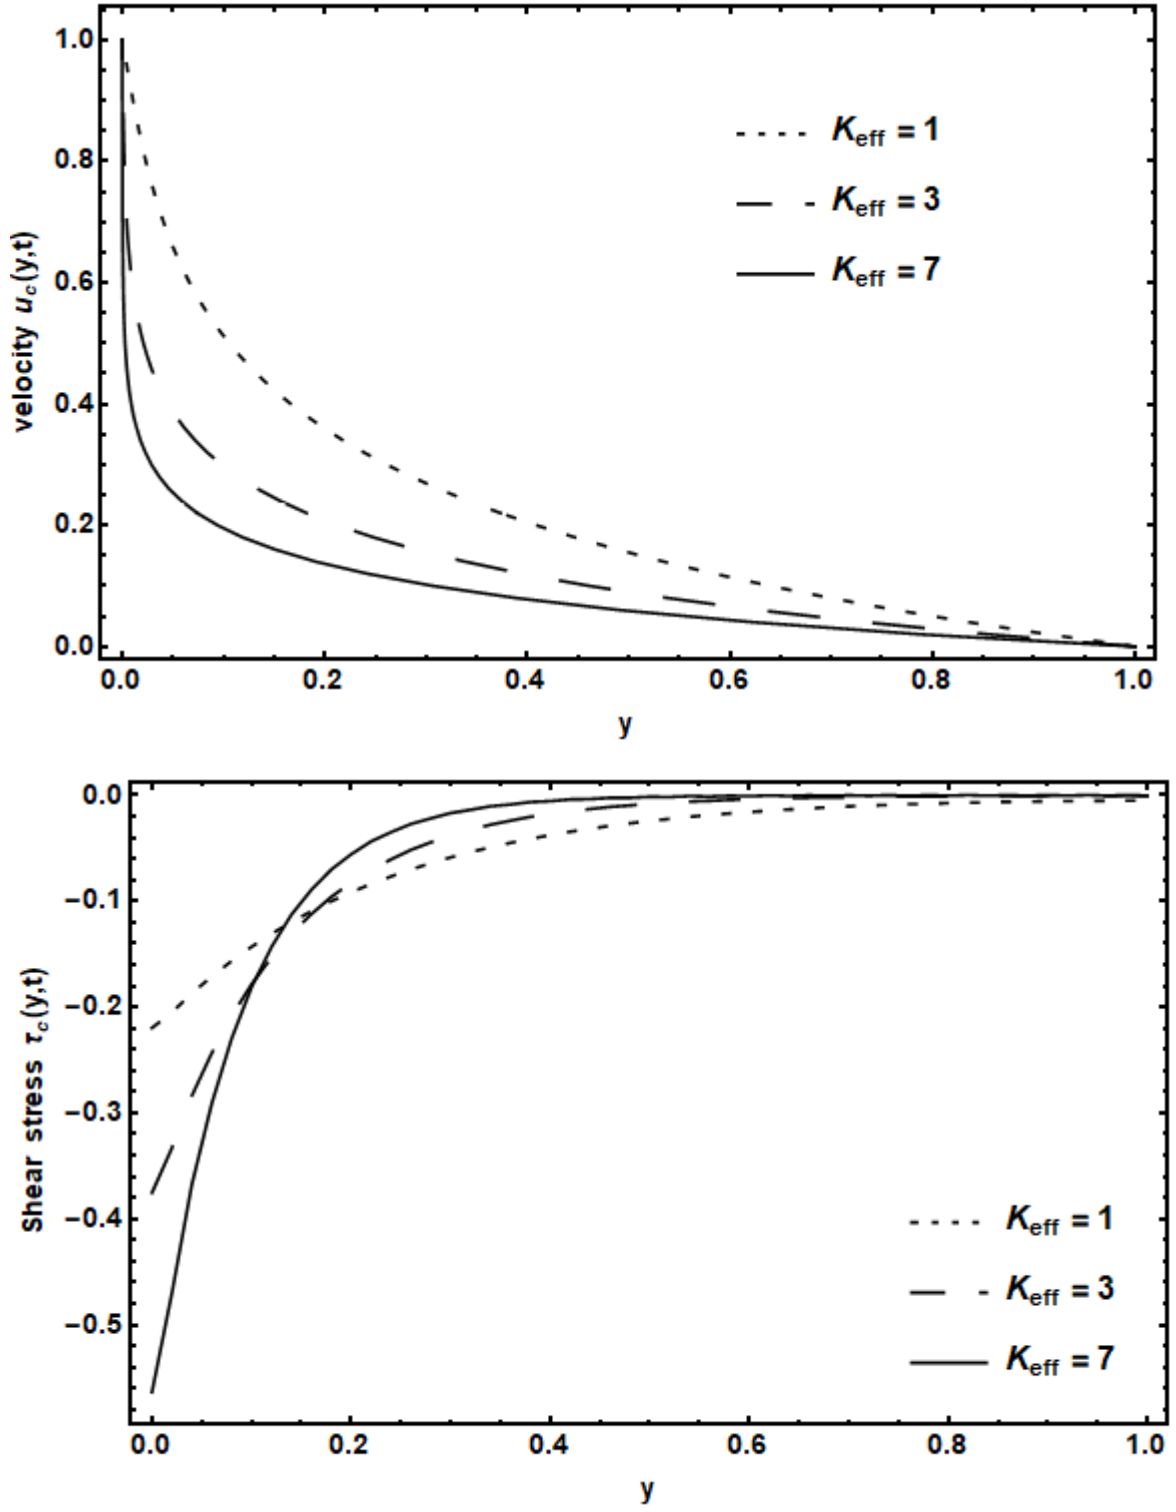 1.0
0.8
0.6
0.4
0.2
0.0
velocity u_c(y,t)
K_eff = 1
K_eff = 3
K_eff = 7
0.0 0.2 0.4 0.6 0.8 1.0
y
0.0
−0.1
−0.2
−0.3
−0.4
−0.5
Shear stress τ_c(y,t)
K_eff = 1
K_eff = 3
K_eff = 7
0.0 0.2 0.4 0.6 0.8 1.0
y